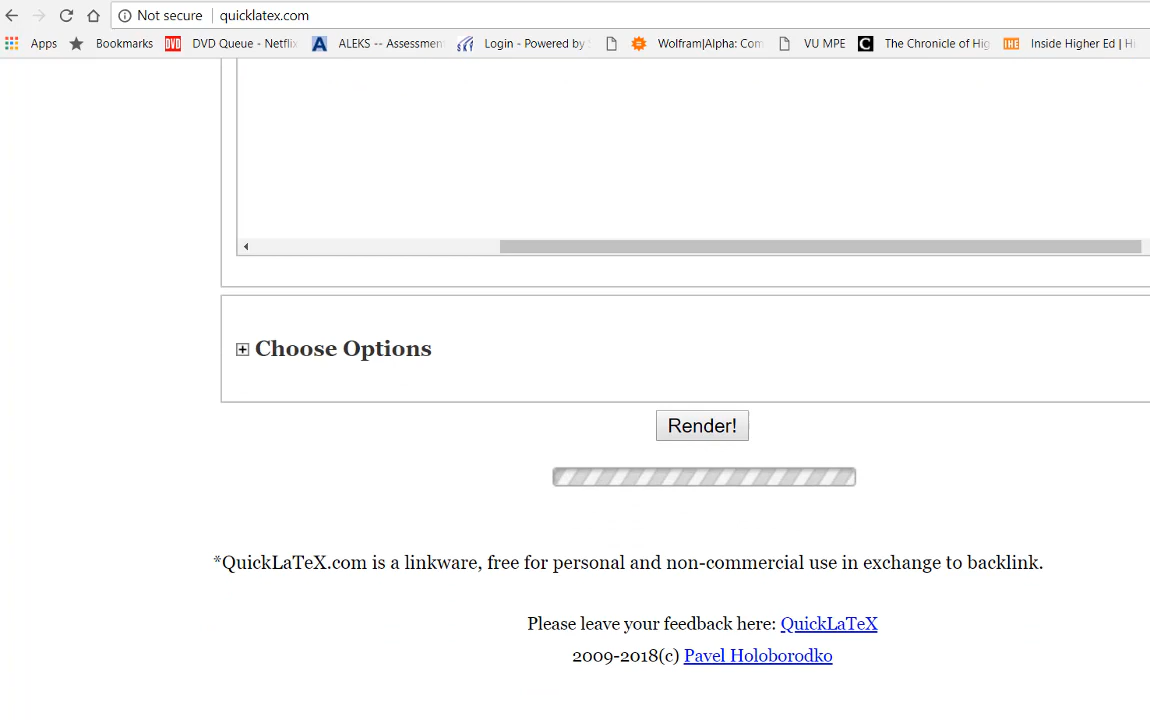 Not secure quicklatex.com
Apps Bookmarks DVD DVD Queue - Netflix A ALEKS -- Assessment Login - Powered by Wolfram|Alpha: Com VU MPE C The Chronicle of Hig IHE Inside Higher Ed | Hi
Choose Options
Render!
*QuickLaTeX.com is a linkware, free for personal and non-commercial use in exchange to backlink.
Please leave your feedback here: QuickLaTeX
2009-2018(c) Pavel Holoborodko